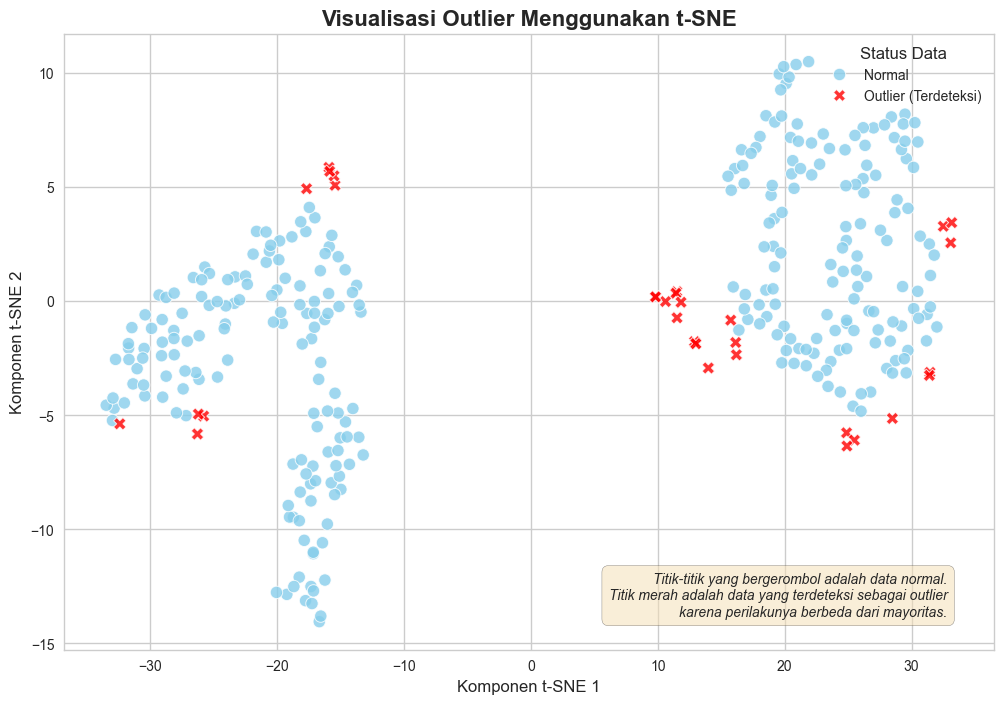 Visualisasi Outlier Menggunakan t-SNE
Status Data
Normal
Outlier (Terdeteksi)
Komponen t-SNE 2
10
5
0
−5
−10
−15
Titik-titik yang bergerombol adalah data normal.
Titik merah adalah data yang terdeteksi sebagai outlier
karena perilakunya berbeda dari mayoritas.
−30
−20
−10
0
10
20
30
Komponen t-SNE 1